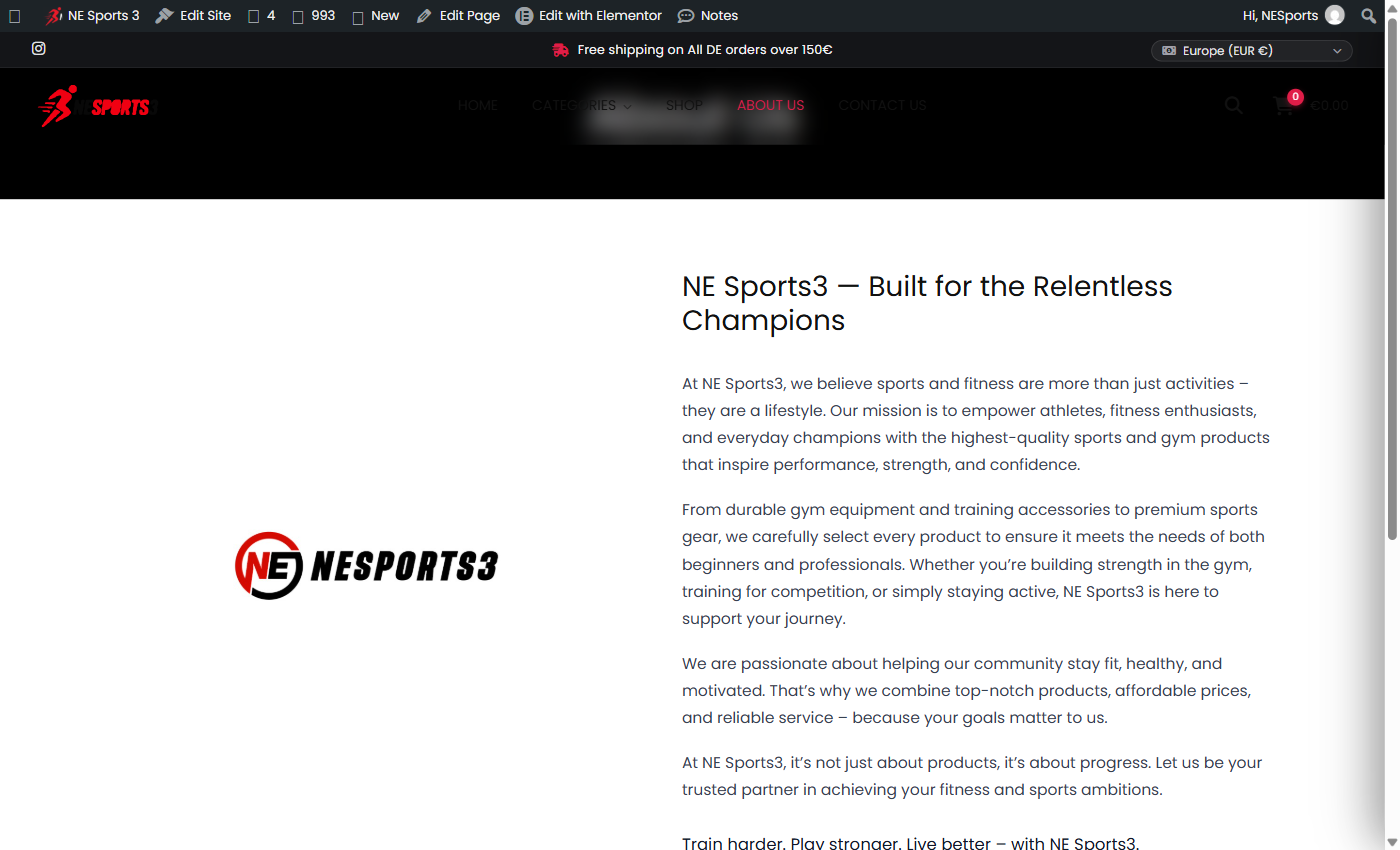 NE Sports 3 Edit Site 4 993 New Edit Page Edit with Elementor Notes Hi, NESports
Free shipping on All DE orders over 150€ Europe (EUR €)
NE SPORTS3 HOME CATEGORIES SHOP ABOUT US CONTACT US 0 €0.00
NE Sports3 — Built for the Relentless
Champions
At NE Sports3, we believe sports and fitness are more than just activities –
they are a lifestyle. Our mission is to empower athletes, fitness enthusiasts,
and everyday champions with the highest-quality sports and gym products
that inspire performance, strength, and confidence.
From durable gym equipment and training accessories to premium sports
gear, we carefully select every product to ensure it meets the needs of both
beginners and professionals. Whether you’re building strength in the gym,
training for competition, or simply staying active, NE Sports3 is here to
support your journey.
NE NESPORTS3
We are passionate about helping our community stay fit, healthy, and
motivated. That’s why we combine top-notch products, affordable prices,
and reliable service – because your goals matter to us.
At NE Sports3, it’s not just about products, it’s about progress. Let us be your
trusted partner in achieving your fitness and sports ambitions.
Train harder. Play stronger. Live better – with NE Sports3.